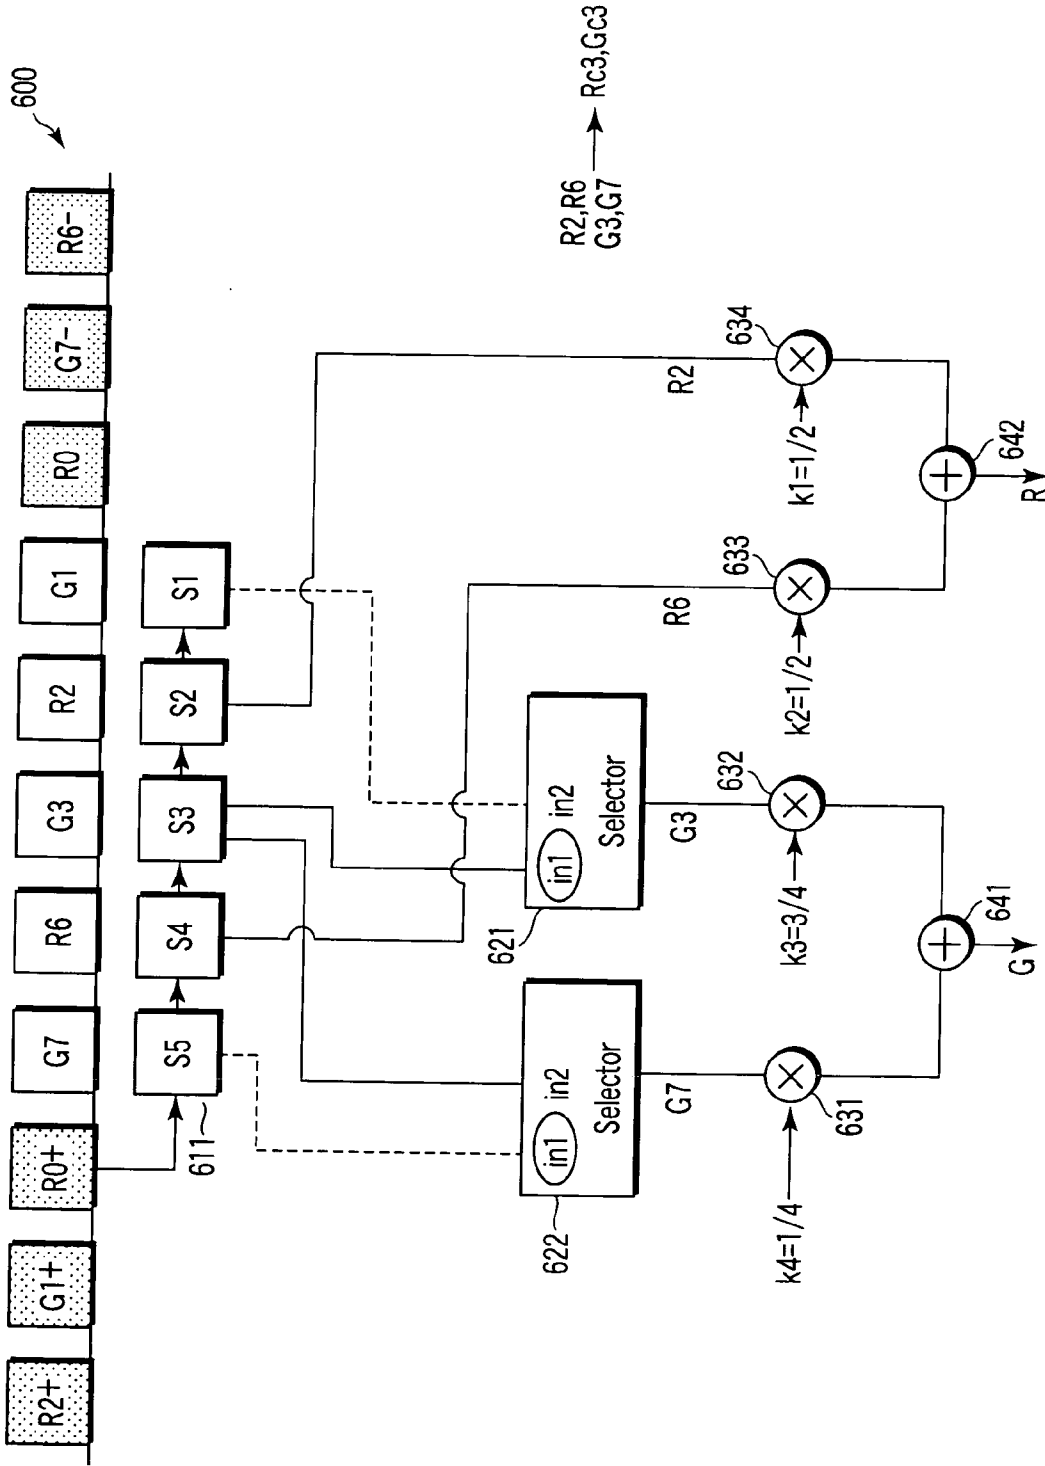 600
R2+ G1+ R0+ G7 R6 G3 R2 G1 R0 G7- R6-
S5 S4 S3 S2 S1
611
in1 in2
Selector
622
in1 in2
Selector
621
R2,R6
G3,G7
Rc3,Gc3
G7
G3
R6
R2
k4=1/4
631
k3=3/4
632
k2=1/2
633
k1=1/2
634
641
G
642
R